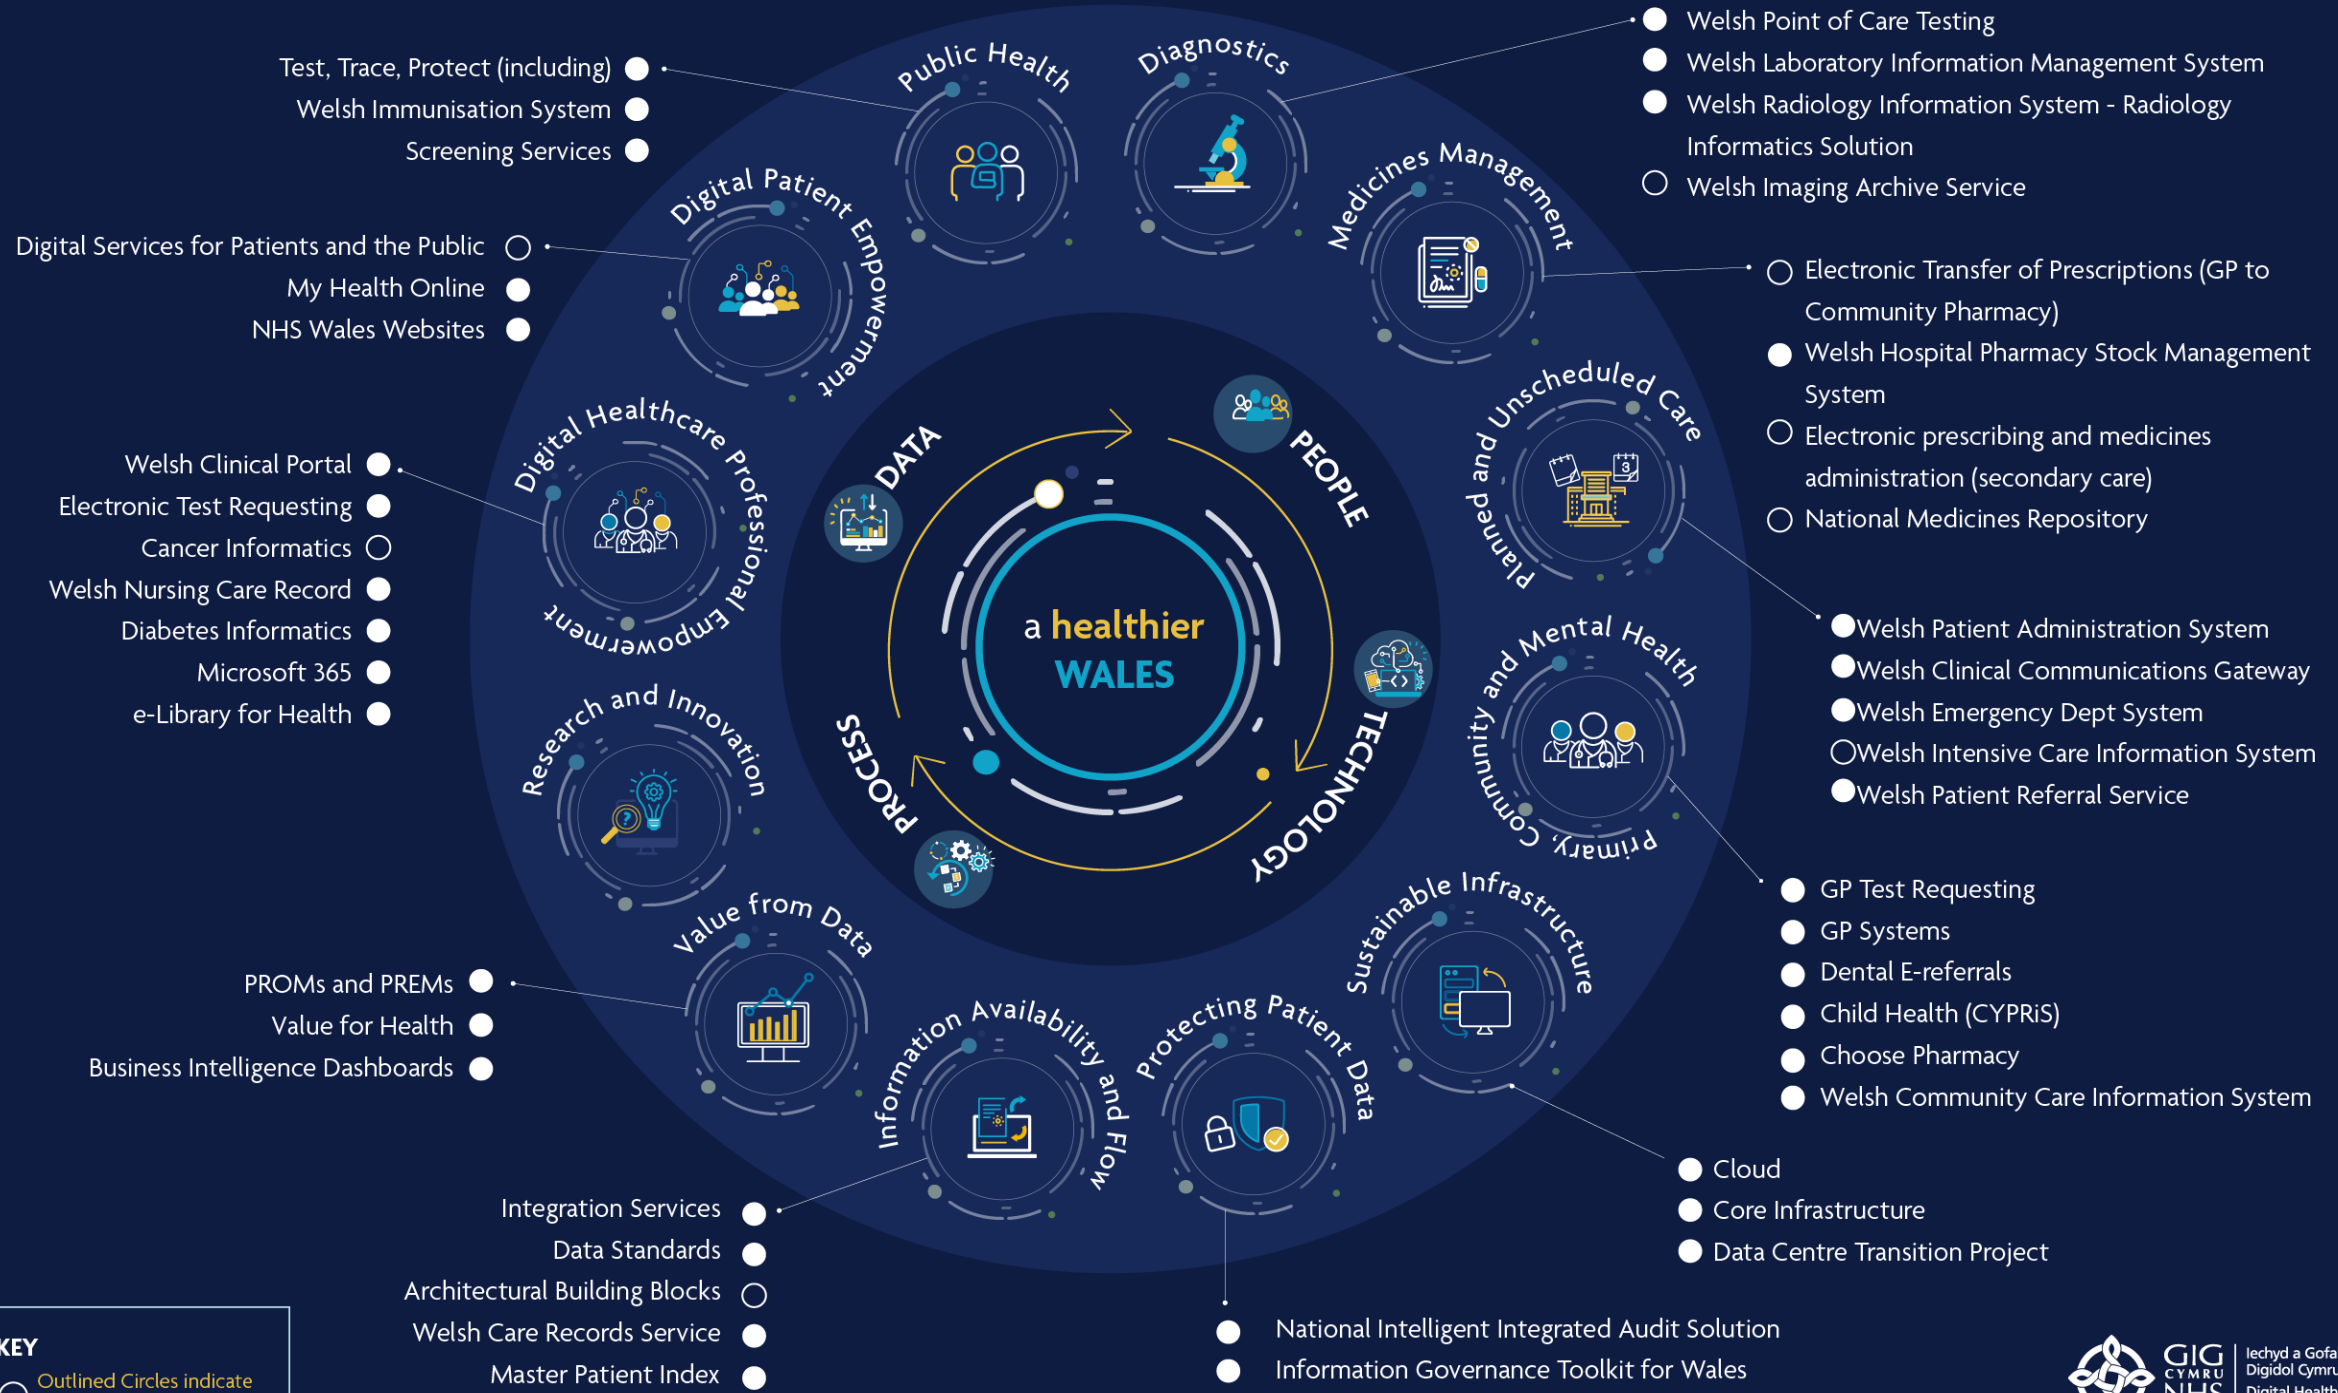 Public Health
Test, Trace, Protect (including)
Welsh Immunisation System
Screening Services
Diagnostics
Welsh Point of Care Testing
Welsh Laboratory Information Management System
Welsh Radiology Information System - Radiology
Informatics Solution
Welsh Imaging Archive Service
Digital Patient Empowerment
Digital Services for Patients and the Public
My Health Online
NHS Wales Websites
Medicines Management
Electronic Transfer of Prescriptions (GP to
Community Pharmacy)
Welsh Hospital Pharmacy Stock Management
System
Electronic prescribing and medicines
administration (secondary care)
National Medicines Repository
Digital Healthcare Professional Empowerment
Welsh Clinical Portal
Electronic Test Requesting
Cancer Informatics
Welsh Nursing Care Record
Diabetes Informatics
Microsoft 365
e-Library for Health
Planned and Unscheduled Care
3
Welsh Patient Administration System
Welsh Clinical Communications Gateway
Welsh Emergency Dept System
Welsh Intensive Care Information System
Welsh Patient Referral Service
DATA
PEOPLE
a healthier
WALES
PROCESS
TECHNOLOGY
Research and Innovation
?
Primary, Community and Mental Health
GP Test Requesting
GP Systems
Dental E-referrals
Child Health (CYPRiS)
Choose Pharmacy
Welsh Community Care Information System
Value from Data
PROMs and PREMs
Value for Health
Business Intelligence Dashboards
Sustainable Infrastructure
Cloud
Core Infrastructure
Data Centre Transition Project
Information Availability and Flow
Integration Services
Data Standards
Architectural Building Blocks
Welsh Care Records Service
Master Patient Index
Protecting Patient Data
National Intelligent Integrated Audit Solution
Information Governance Toolkit for Wales
KEY
Outlined Circles indicate
GIG
CYMRU
NHS
Iechyd a Gofa
Digidol Cymru
Digital Health